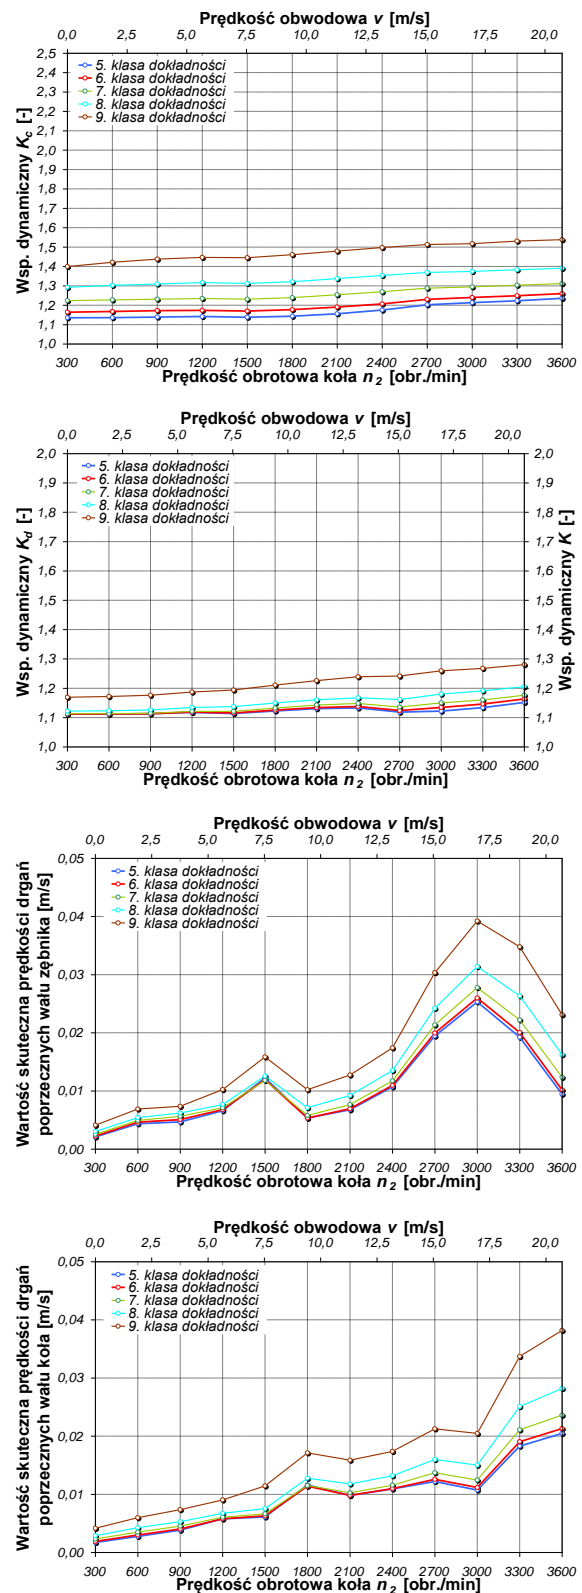 Prędkość obwodowa v [m/s]
0,0 2,5 5,0 7,5 10,0 12,5 15,0 17,5 20,0
2,5
2,4
2,3
2,2
2,1
2,0
1,9
1,8
1,7
1,6
1,5
1,4
1,3
1,2
1,1
1,0
Wsp. dynamiczny Kc [-]
5. klasa dokładności
6. klasa dokładności
7. klasa dokładności
8. klasa dokładności
9. klasa dokładności
300 600 900 1200 1500 1800 2100 2400 2700 3000 3300 3600
Prędkość obrotowa koła n2 [obr./min]
Prędkość obwodowa v [m/s]
0,0 2,5 5,0 7,5 10,0 12,5 15,0 17,5 20,0
2,0 2,0
1,9 1,9
1,8 1,8
1,7 1,7
1,6 1,6
1,5 1,5
1,4 1,4
1,3 1,3
1,2 1,2
1,1 1,1
1,0 1,0
Wsp. dynamiczny Kd [-]
Wsp. dynamiczny K [-]
5. klasa dokładności
6. klasa dokładności
7. klasa dokładności
8. klasa dokładności
9. klasa dokładności
300 600 900 1200 1500 1800 2100 2400 2700 3000 3300 3600
Prędkość obrotowa koła n2 [obr./min]
Prędkość obwodowa v [m/s]
0,0 2,5 5,0 7,5 10,0 12,5 15,0 17,5 20,0
0,05
0,04
0,03
0,02
0,01
0,00
Wartość skuteczna prędkości drgań
poprzecznych wału zębnika [m/s]
5. klasa dokładności
6. klasa dokładności
7. klasa dokładności
8. klasa dokładności
9. klasa dokładności
300 600 900 1200 1500 1800 2100 2400 2700 3000 3300 3600
Prędkość obrotowa koła n2 [obr./min]
Prędkość obwodowa v [m/s]
0,0 2,5 5,0 7,5 10,0 12,5 15,0 17,5 20,0
0,05
0,04
0,03
0,02
0,01
0,00
Wartość skuteczna prędkości drgań
poprzecznych wału koła [m/s]
5. klasa dokładności
6. klasa dokładności
7. klasa dokładności
8. klasa dokładności
9. klasa dokładności
300 600 900 1200 1500 1800 2100 2400 2700 3000 3300 3600
Prędkość obrotowa koła n2 [obr./min]